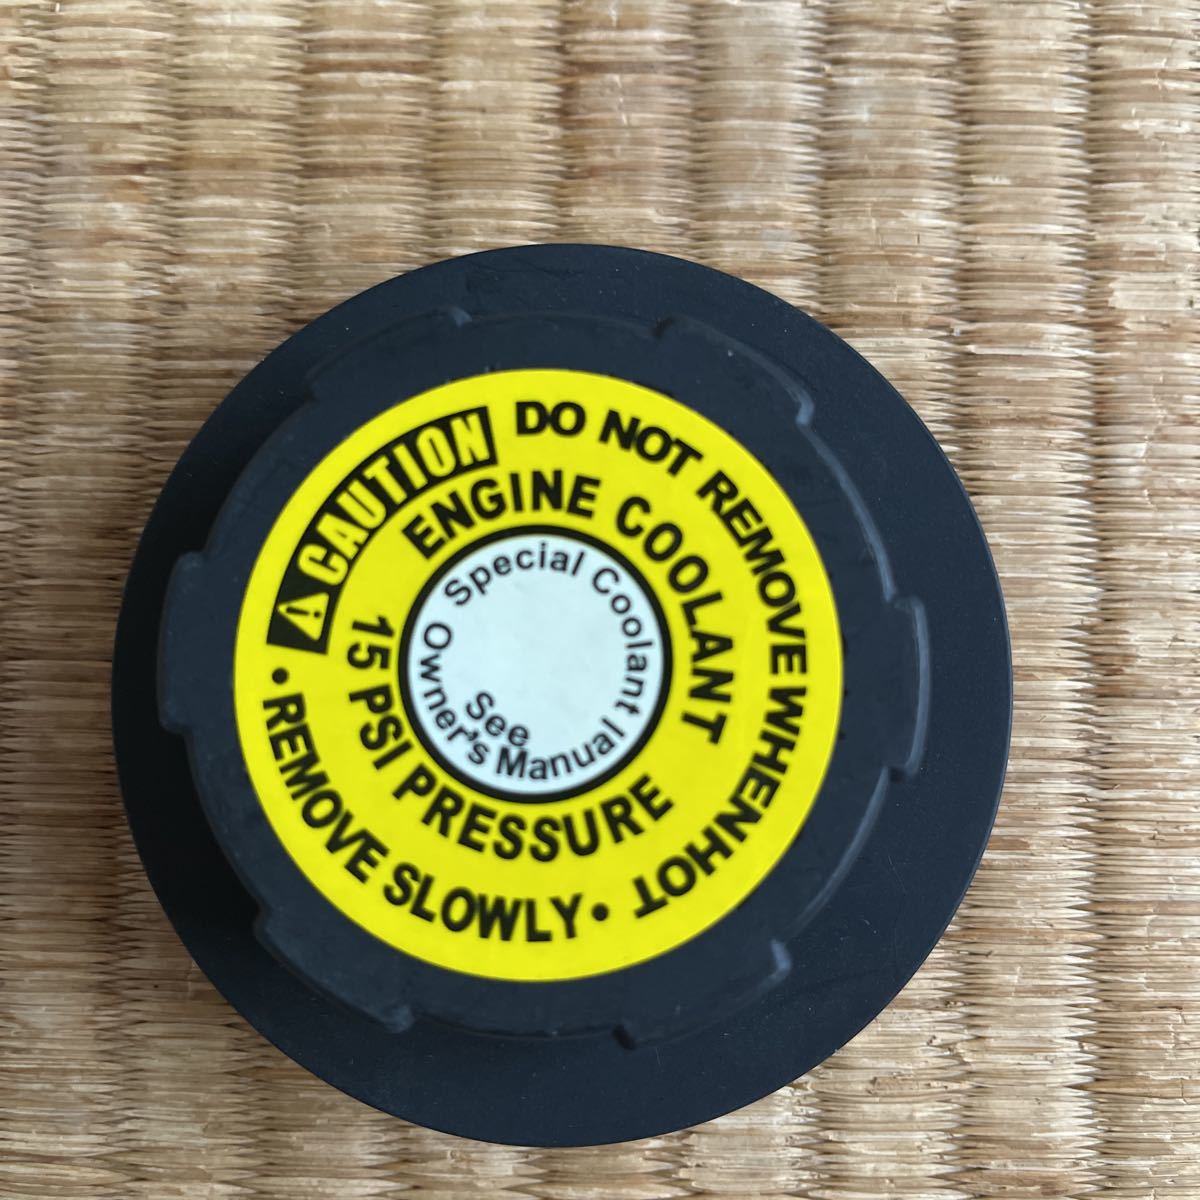 CAUTION DO NOT REMOVE WHEN HOT • REMOVE SLOWLY •
ENGINE COOLANT
15 PSI PRESSURE
Special Coolant
See
Owner's Manual